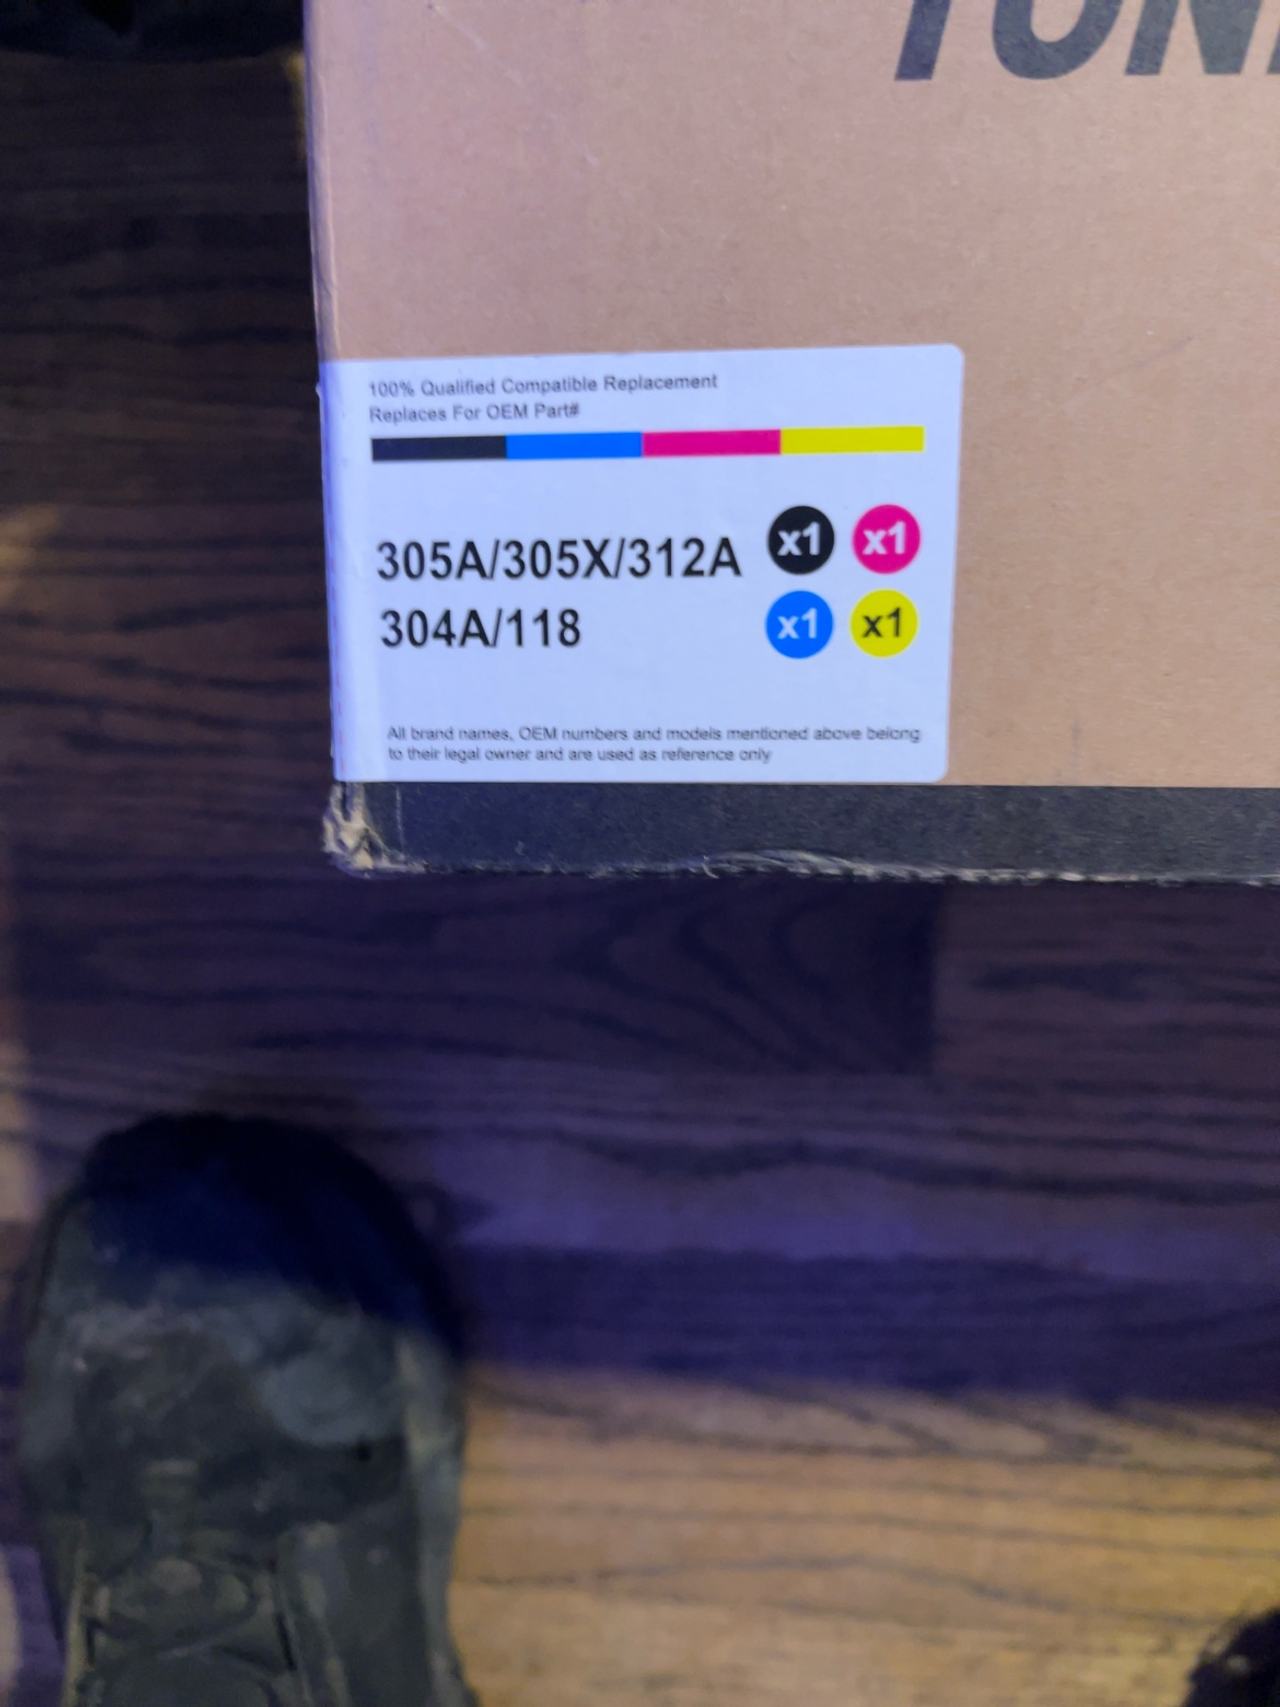 100% Qualified Compatible Replacement
Replaces For OEM Part#
305A/305X/312A x1 x1
304A/118 x1 x1
All brand names, OEM numbers and models mentioned above belong
to their legal owner and are used as reference only